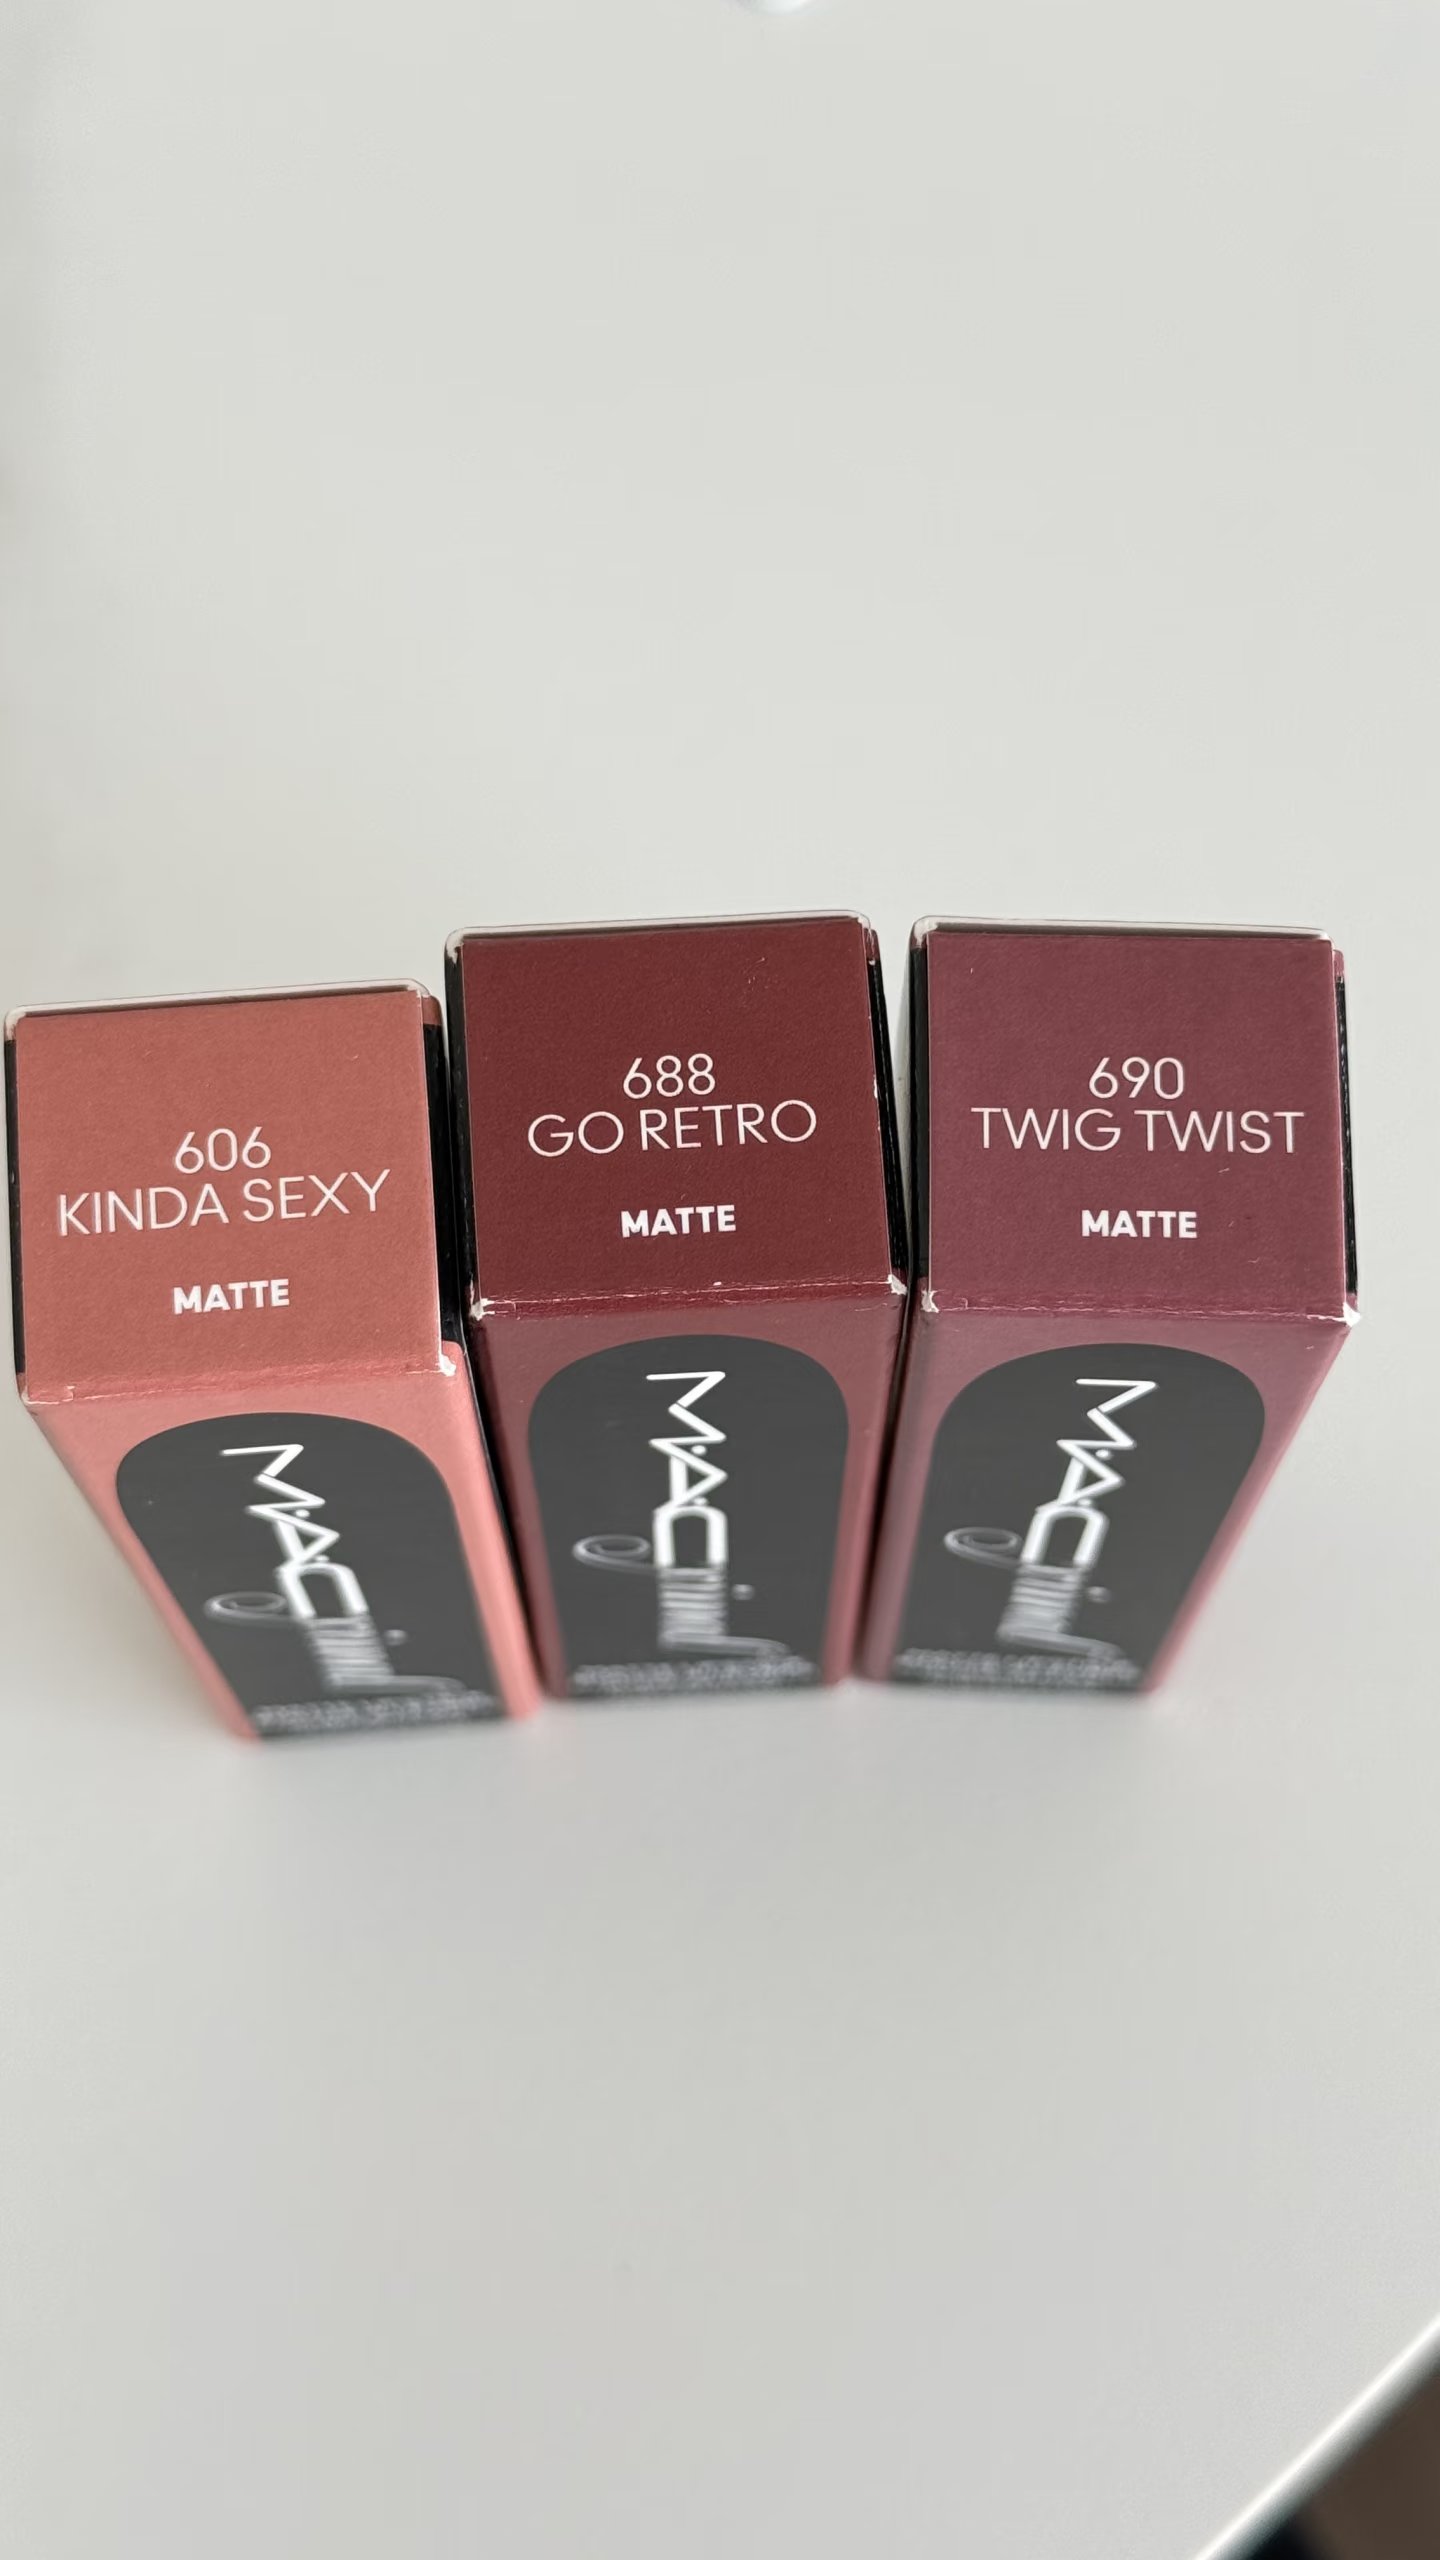 606
KINDA SEXY
MATTE
M·A·C
688
GO RETRO
MATTE
M·A·C
690
TWIG TWIST
MATTE
M·A·C